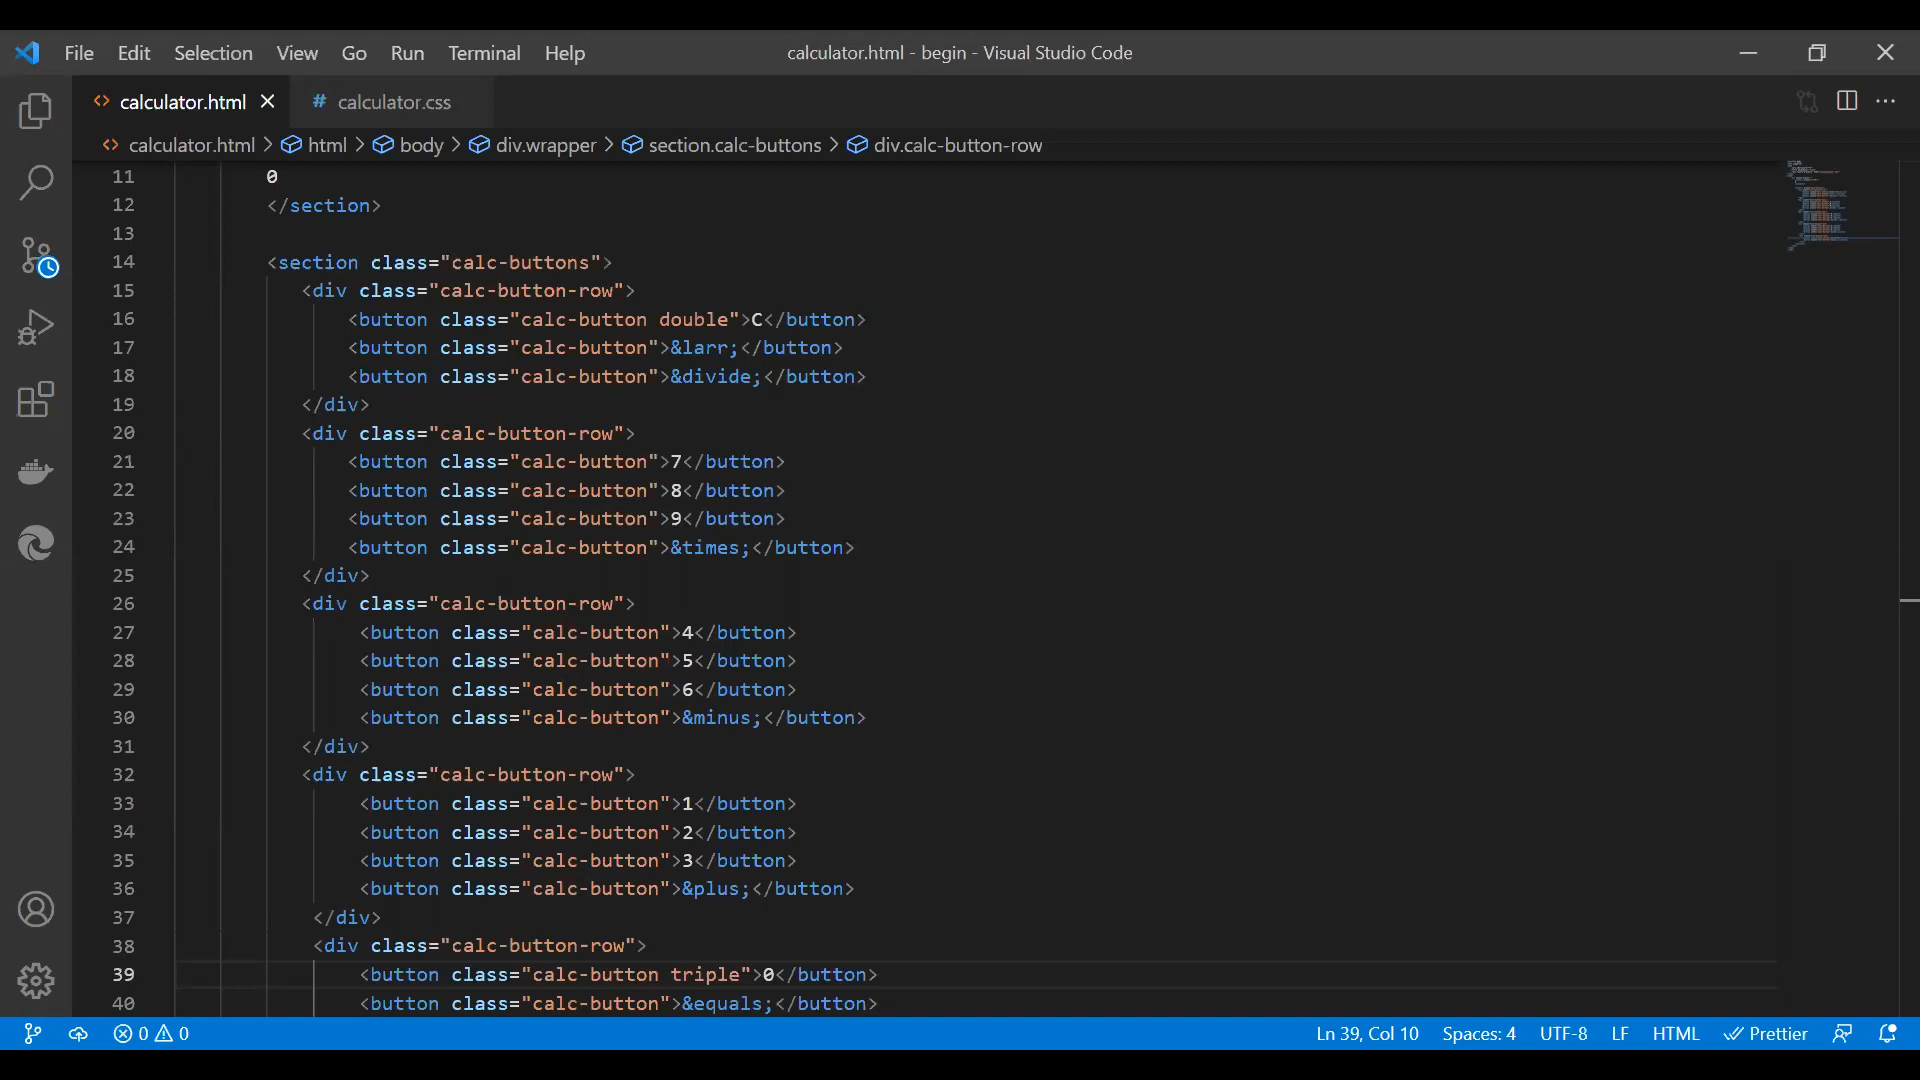 File Edit Selection View Go Run Terminal Help calculator.html - begin - Visual Studio Code
calculator.html # calculator.css
calculator.html > html > body > div.wrapper > section.calc-buttons > div.calc-button-row
11 0
12 </section>
13
14 <section class="calc-buttons">
15 <div class="calc-button-row">
16 <button class="calc-button double">C</button>
17 <button class="calc-button">&larr;</button>
18 <button class="calc-button">&divide;</button>
19 </div>
20 <div class="calc-button-row">
21 <button class="calc-button">7</button>
22 <button class="calc-button">8</button>
23 <button class="calc-button">9</button>
24 <button class="calc-button">&times;</button>
25 </div>
26 <div class="calc-button-row">
27 <button class="calc-button">4</button>
28 <button class="calc-button">5</button>
29 <button class="calc-button">6</button>
30 <button class="calc-button">&minus;</button>
31 </div>
32 <div class="calc-button-row">
33 <button class="calc-button">1</button>
34 <button class="calc-button">2</button>
35 <button class="calc-button">3</button>
36 <button class="calc-button">&plus;</button>
37 </div>
38 <div class="calc-button-row">
39 <button class="calc-button triple">0</button>
40 <button class="calc-button">&equals;</button>
0 0 Ln 39, Col 10 Spaces: 4 UTF-8 LF HTML Prettier